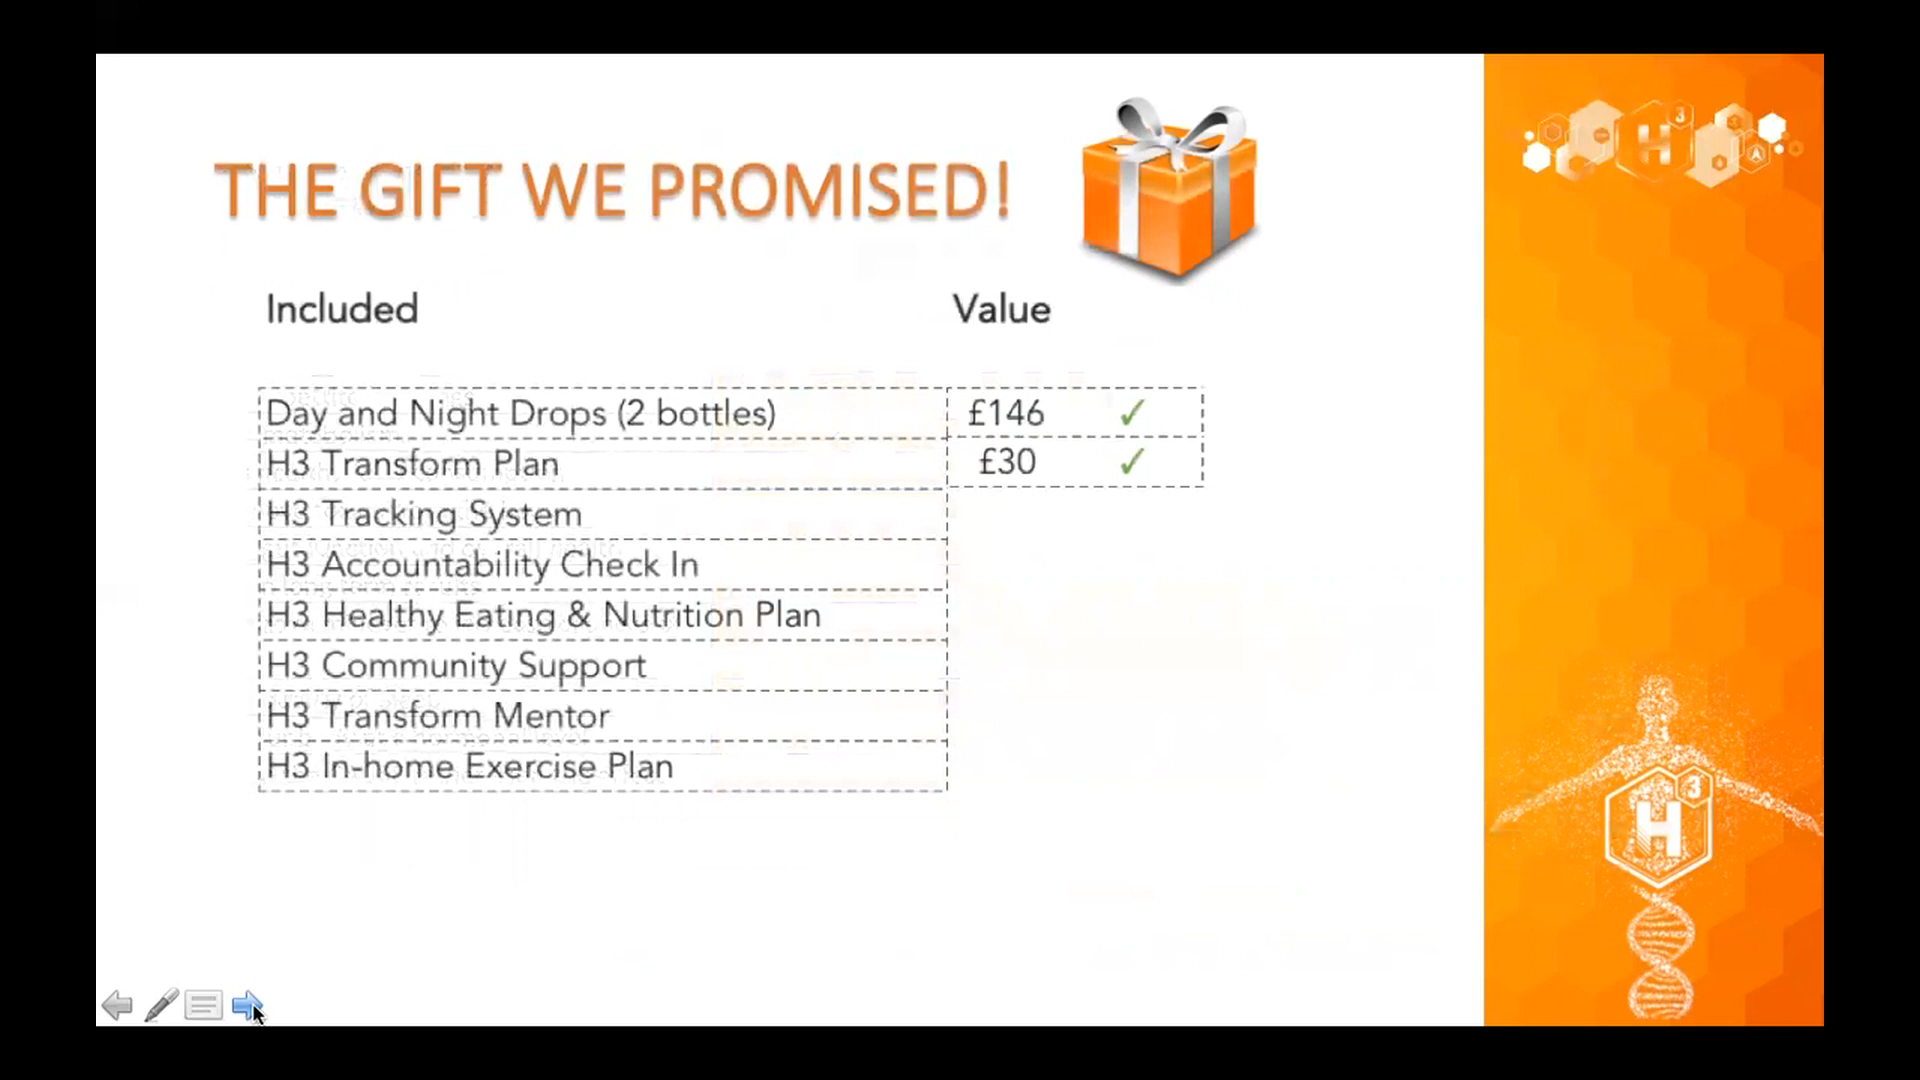 THE GIFT WE PROMISED!
Included Value
Day and Night Drops (2 bottles) £146 ✓
H3 Transform Plan £30 ✓
H3 Tracking System
H3 Accountability Check In
H3 Healthy Eating & Nutrition Plan
H3 Community Support
H3 Transform Mentor
H3 In-home Exercise Plan
H3
H3